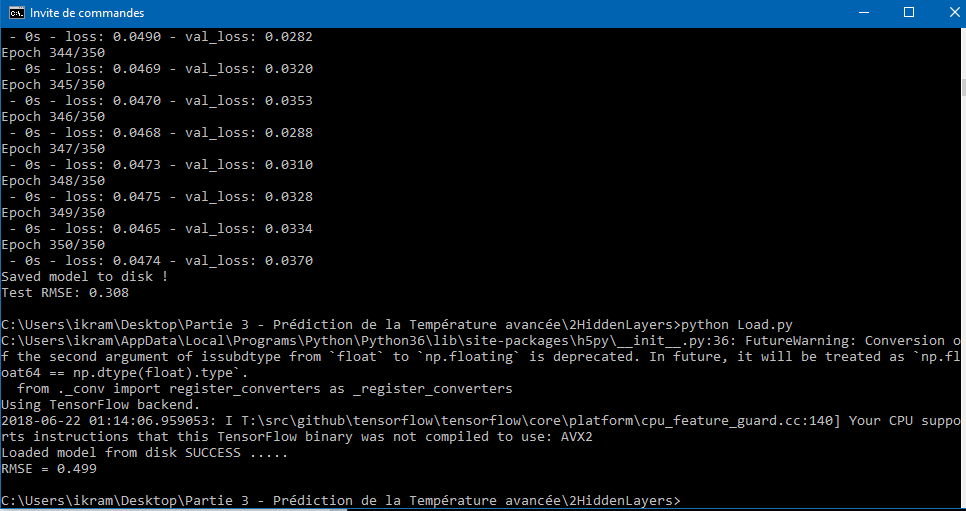 Invite de commandes
- 0s - loss: 0.0490 - val_loss: 0.0282
Epoch 344/350
- 0s - loss: 0.0469 - val_loss: 0.0320
Epoch 345/350
- 0s - loss: 0.0470 - val_loss: 0.0353
Epoch 346/350
- 0s - loss: 0.0468 - val_loss: 0.0288
Epoch 347/350
- 0s - loss: 0.0473 - val_loss: 0.0310
Epoch 348/350
- 0s - loss: 0.0475 - val_loss: 0.0328
Epoch 349/350
- 0s - loss: 0.0465 - val_loss: 0.0334
Epoch 350/350
- 0s - loss: 0.0474 - val_loss: 0.0370
Saved model to disk !
Test RMSE: 0.308
C:\Users\ikram\Desktop\Partie 3 - Prédiction de la Température avancée\2HiddenLayers>python Load.py
C:\Users\ikram\AppData\Local\Programs\Python\Python36\lib\site-packages\h5py\__init__.py:36: FutureWarning: Conversion o
f the second argument of issubdtype from `float` to `np.floating` is deprecated. In future, it will be treated as `np.fl
oat64 == np.dtype(float).type`.
from ._conv import register_converters as _register_converters
Using TensorFlow backend.
2018-06-22 01:14:06.959053: I T:\src\github\tensorflow\tensorflow\core\platform\cpu_feature_guard.cc:140] Your CPU suppo
rts instructions that this TensorFlow binary was not compiled to use: AVX2
Loaded model from disk SUCCESS .....
RMSE = 0.499
C:\Users\ikram\Desktop\Partie 3 - Prédiction de la Température avancée\2HiddenLayers>